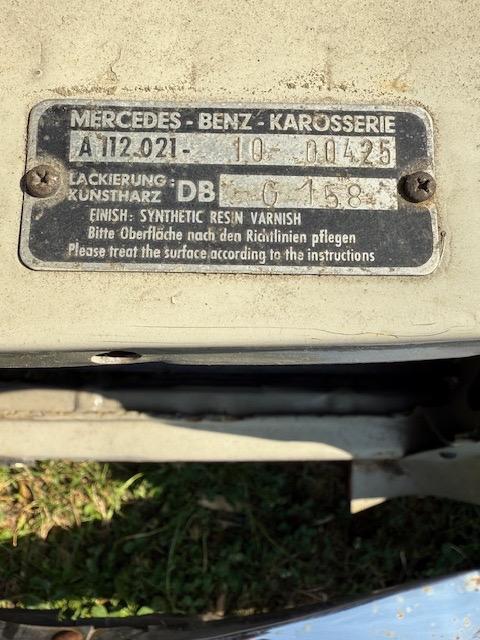 MERCEDES - BENZ - KAROSSERIE
A 112.021- 10- 00425
LACKIERUNG: KUNSTHARZ DB G 158
FINISH: SYNTHETIC RESIN VARNISH
Bitte Oberfläche nach den Richtlinien pflegen
Please treat the surface according to the instructions